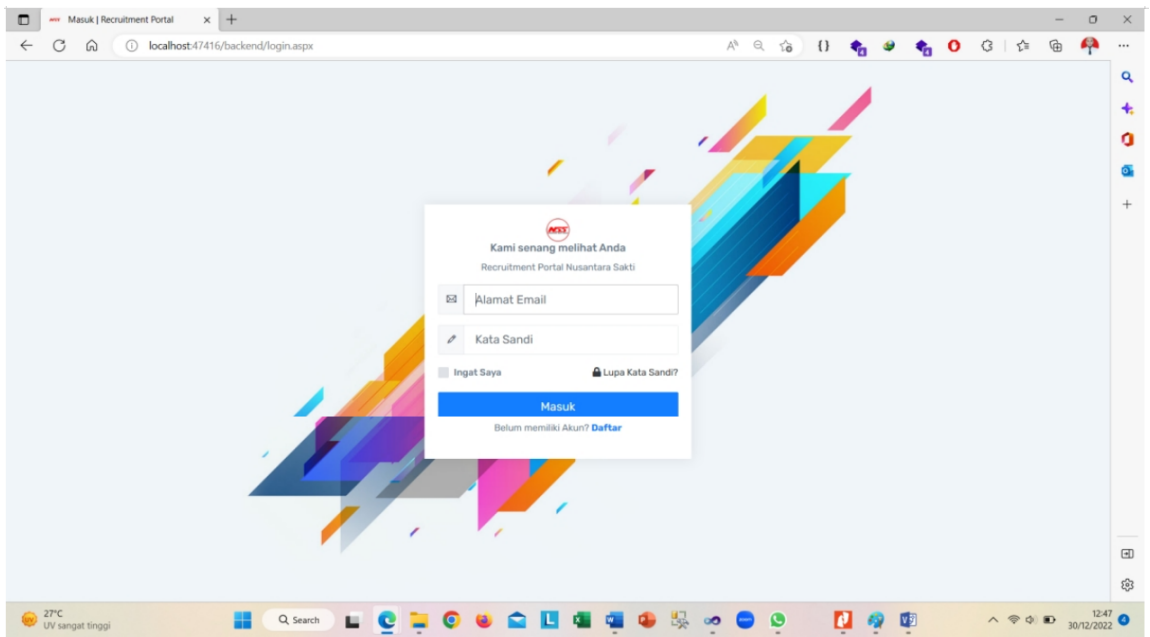 Masuk | Recruitment Portal
localhost:47416/backend/login.aspx
NSS
Kami senang melihat Anda
Recruitment Portal Nusantara Sakti
Alamat Email
Kata Sandi
Ingat Saya
Lupa Kata Sandi?
Masuk
Belum memiliki Akun? Daftar
27°C
UV sangat tinggi
Search
12:47
30/12/2022